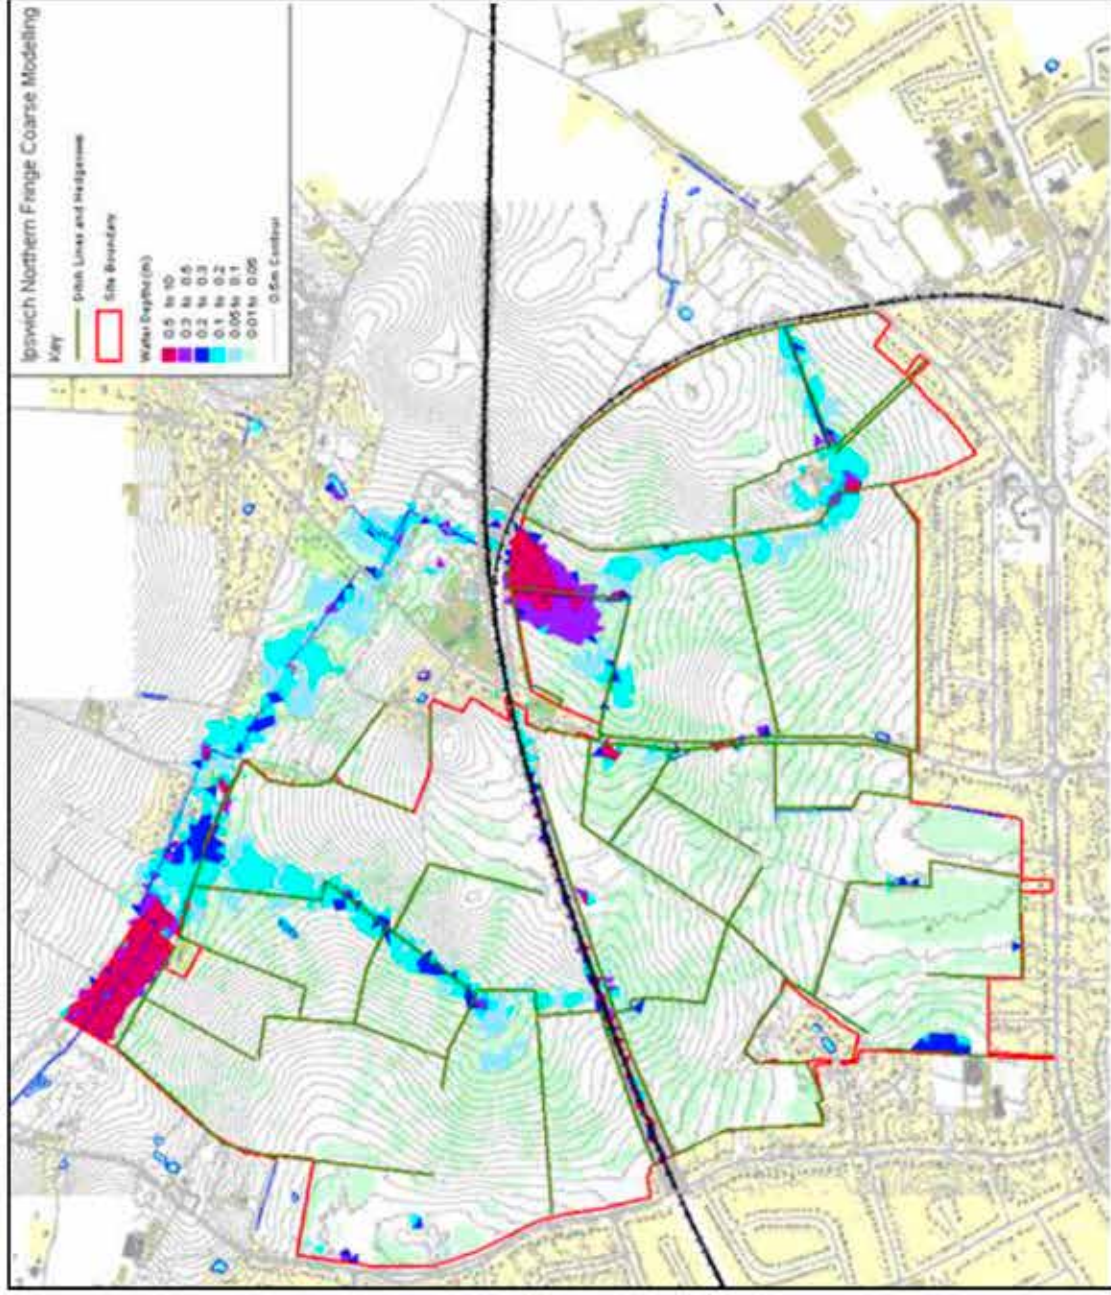 Ipswich Northern Fringe Coarse Modelling
Key
Ditch Lines and Hedgerows
Site Boundary
Water Depths (m)
0.5 to 10
0.3 to 0.5
0.2 to 0.3
0.1 to 0.2
0.05 to 0.1
0.01 to 0.05
0.5m Contour